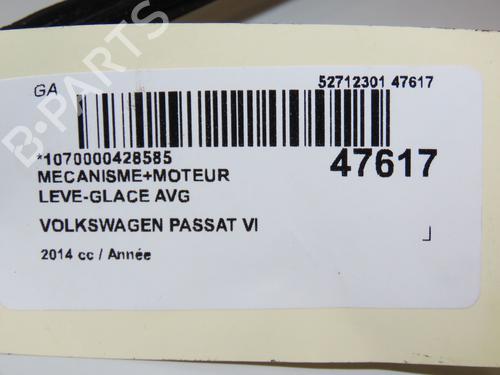 GA
52712301 47617
*1070000428585
47617
MECANISME+MOTEUR
LEVE-GLACE AVG
VOLKSWAGEN PASSAT VI
2014 cc / Année
B-PARTS